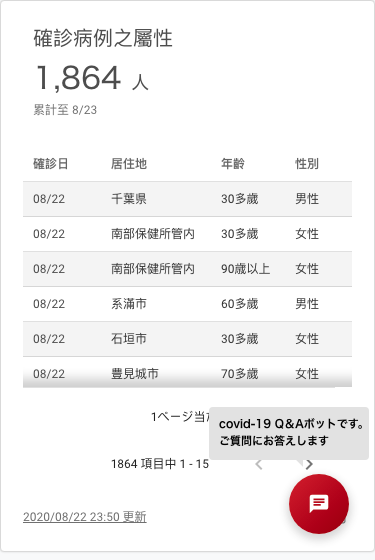 確診病例之屬性
1,864 人
累計至 8/23
確診日 居住地 年齡 性別
08/22 千葉県 30多歲 男性
08/22 南部保健所管内 30多歲 女性
08/22 南部保健所管内 90歲以上 女性
08/22 系滿市 60多歲 男性
08/22 石垣市 30多歲 女性
08/22 豊見城市 70多歲 女性
1ページ当
covid-19 Q&Aボットです。
ご質問にお答えします
1864 項目中 1 - 15
2020/08/22 23:50 更新